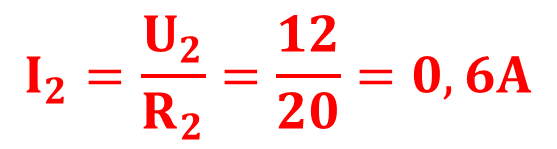 I₂ = U₂/R₂ = 12/20 = 0,6A